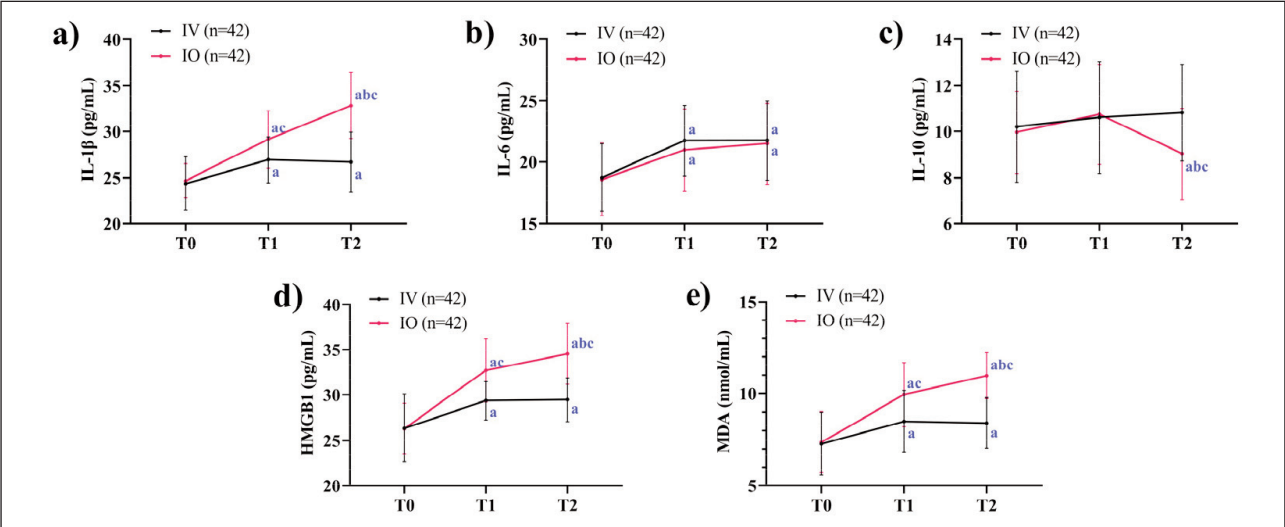 a)
IV (n=42)
IO (n=42)
IL-1β (pg/mL)
40
35
30
25
20
ac
abc
a
a
T0 T1 T2
b)
IV (n=42)
IO (n=42)
IL-6 (pg/mL)
30
25
20
15
a
a
a
a
T0 T1 T2
c)
IV (n=42)
IO (n=42)
IL-10 (pg/mL)
14
12
10
8
6
abc
T0 T1 T2
d)
IV (n=42)
IO (n=42)
HMGB1 (pg/mL)
40
35
30
25
20
ac
abc
a
a
T0 T1 T2
e)
IV (n=42)
IO (n=42)
MDA (nmol/mL)
15
10
5
ac
abc
a
a
T0 T1 T2